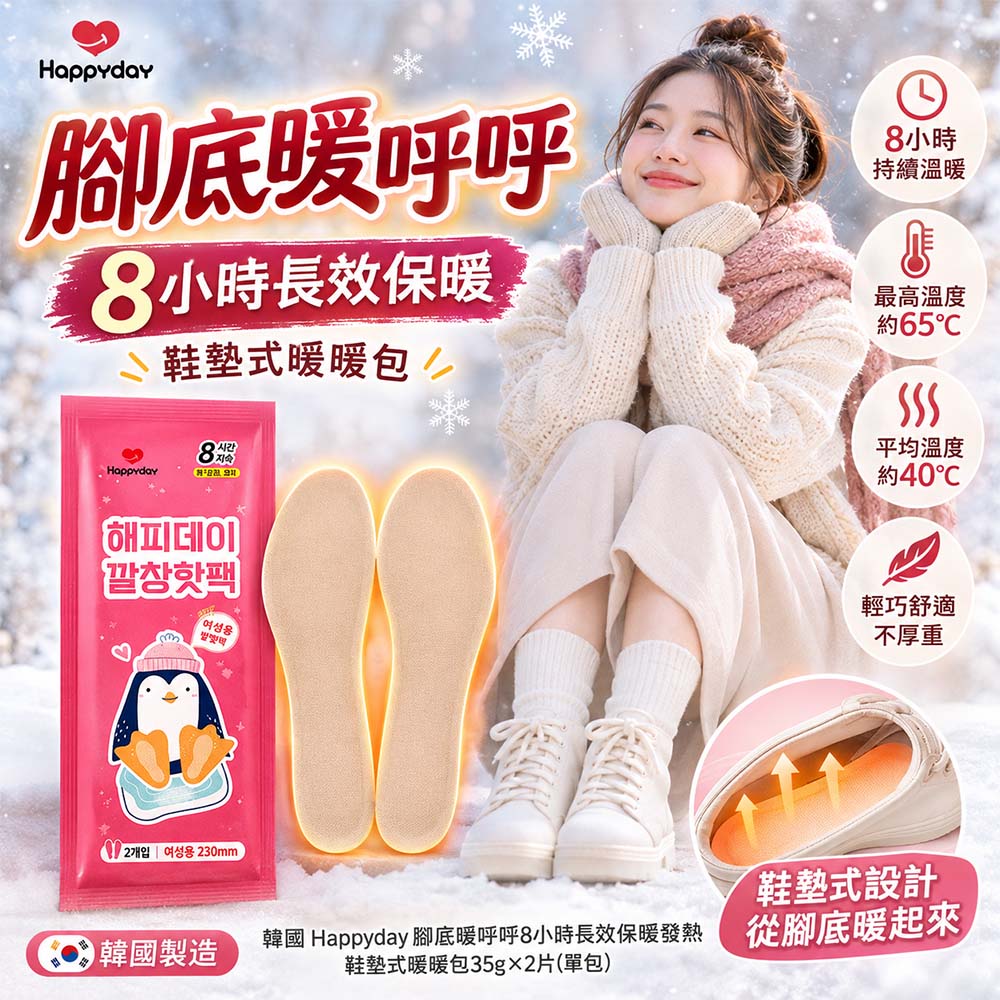 Happyday
腳底暖呼呼
8小時長效保暖
鞋墊式暖暖包
8小時
持續溫暖
最高溫度
約65℃
平均溫度
約40℃
輕巧舒適
不厚重
Happyday
8시간
지속
해피데이
깔창핫팩
여성용
2개입 | 여성용 230mm
鞋墊式設計
從腳底暖起來
韓國製造
韓國 Happyday 腳底暖呼呼8小時長效保暖發熱
鞋墊式暖暖包35g×2片(單包)